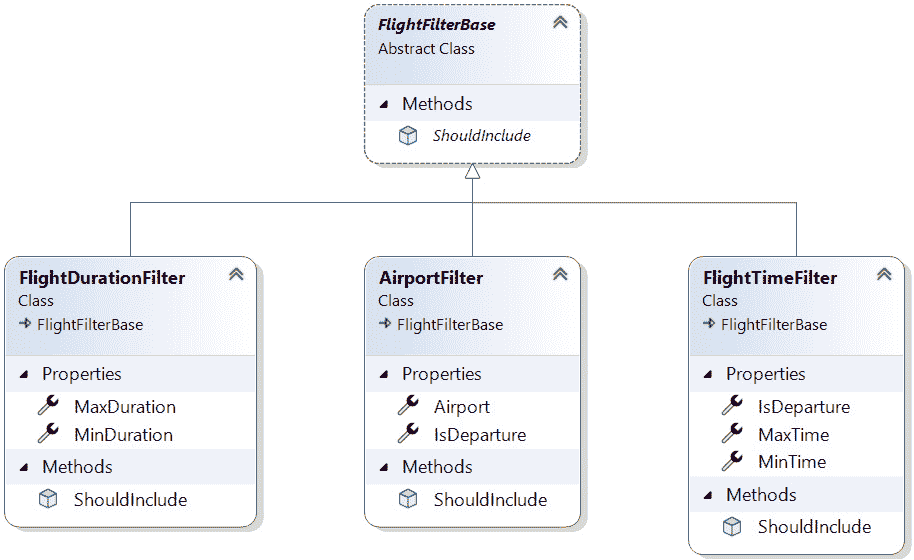 FlightFilterBase
Abstract Class
Methods
ShouldInclude
FlightDurationFilter
Class
FlightFilterBase
Properties
MaxDuration
MinDuration
Methods
ShouldInclude
AirportFilter
Class
FlightFilterBase
Properties
Airport
IsDeparture
Methods
ShouldInclude
FlightTimeFilter
Class
FlightFilterBase
Properties
IsDeparture
MaxTime
MinTime
Methods
ShouldInclude